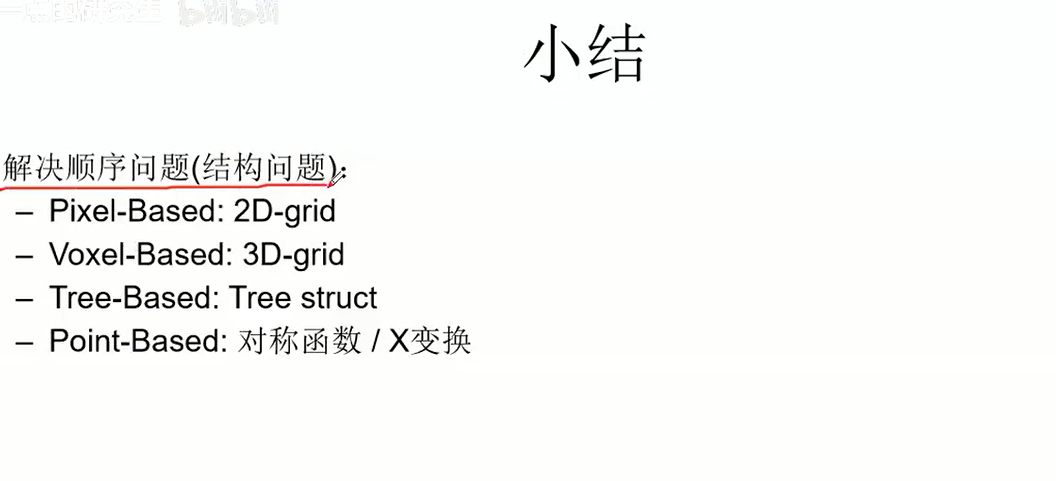 小结
解决顺序问题(结构问题):
– Pixel-Based: 2D-grid
– Voxel-Based: 3D-grid
– Tree-Based: Tree struct
– Point-Based: 对称函数 / X变换